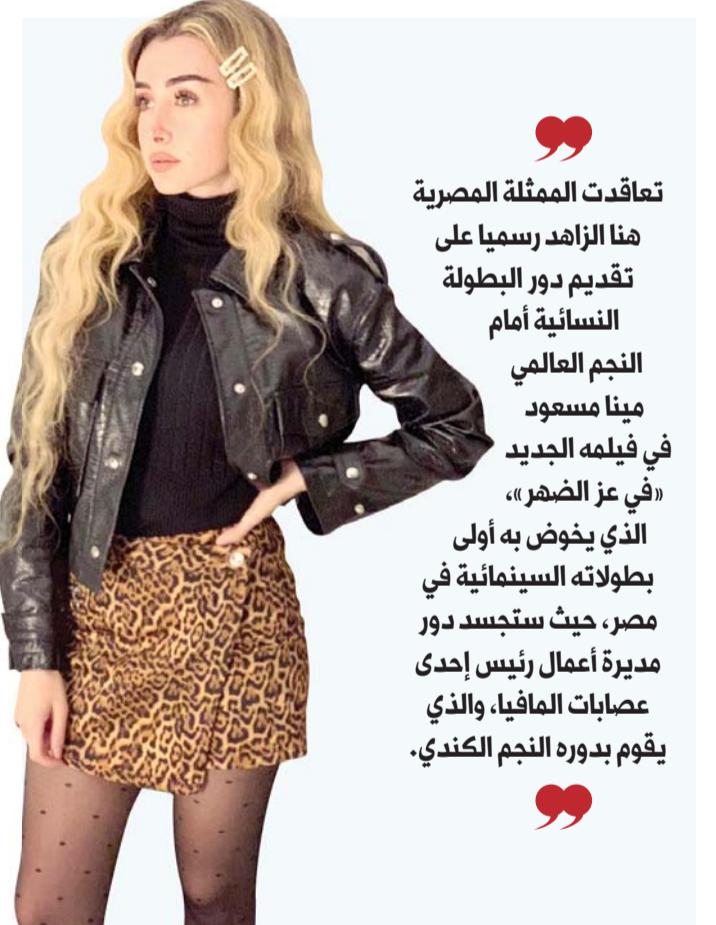 تعاقدت الممثلة المصرية
هنا الزاهد رسميا على
تقديم دور البطولة
النسائية أمام
النجم العالمي
مينا مسعود
في فيلمه الجديد
«في عز الضهر»،
الذي يخوض به أولى
بطولاته السينمائية في
مصر، حيث ستجسد دور
مديرة أعمال رئيس إحدى
عصابات المافيا، والذي
يقوم بدوره النجم الكندي.